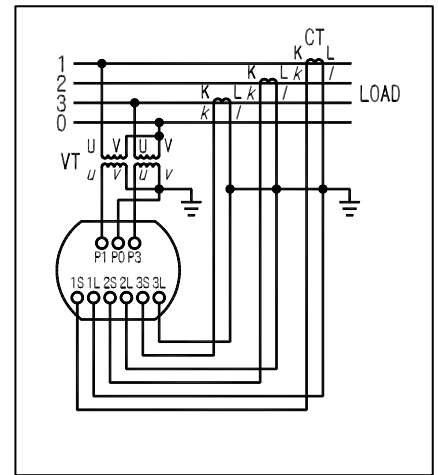 CT
K L
1 k l
K L
2 k l
K L
3 k l LOAD
0
U V U V
VT u v u v
P1 P0 P3
1S 1L 2S 2L 3S 3L